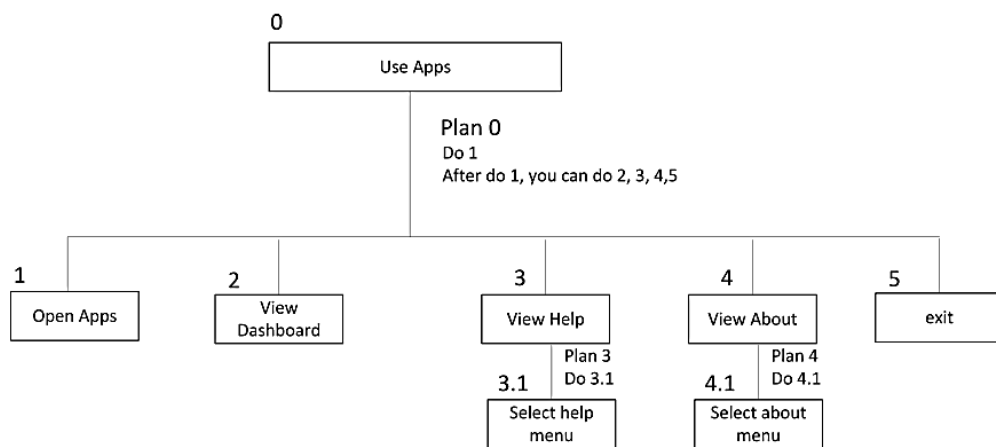 0
Use Apps
Plan 0
Do 1
After do 1, you can do 2, 3, 4,5
1
Open Apps
2
View
Dashboard
3
View Help
Plan 3
Do 3.1
3.1
Select help
menu
4
View About
Plan 4
Do 4.1
4.1
Select about
menu
5
exit